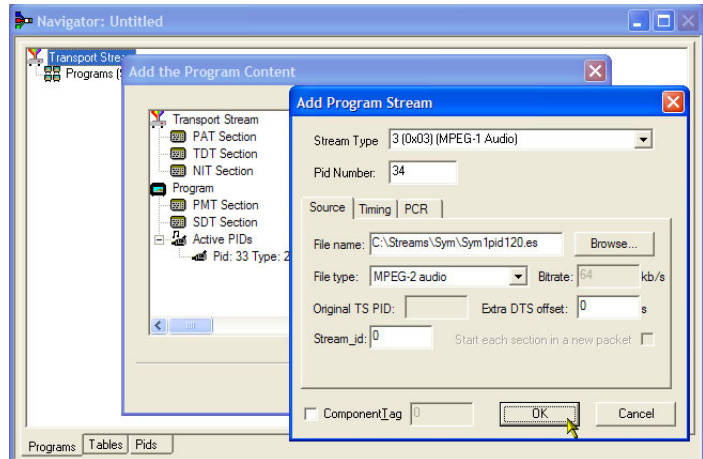 Navigator: Untitled
Transport Stre
Programs (
Add the Program Content
Transport Stream
PAT Section
TDT Section
NIT Section
Program
PMT Section
SDT Section
Active PIDs
Pid: 33 Type: 2
Add Program Stream
Stream Type 3 (0x03) (MPEG-1 Audio)
Pid Number: 34
Source Timing PCR
File name: C:\Streams\Sym\Sym1pid120.es Browse...
File type: MPEG-2 audio Bitrate: 64 kb/s
Original TS PID: Extra DTS offset: 0 s
Stream_id: 0 Start each section in a new packet
ComponentTag 0 OK Cancel
Programs Tables Pids